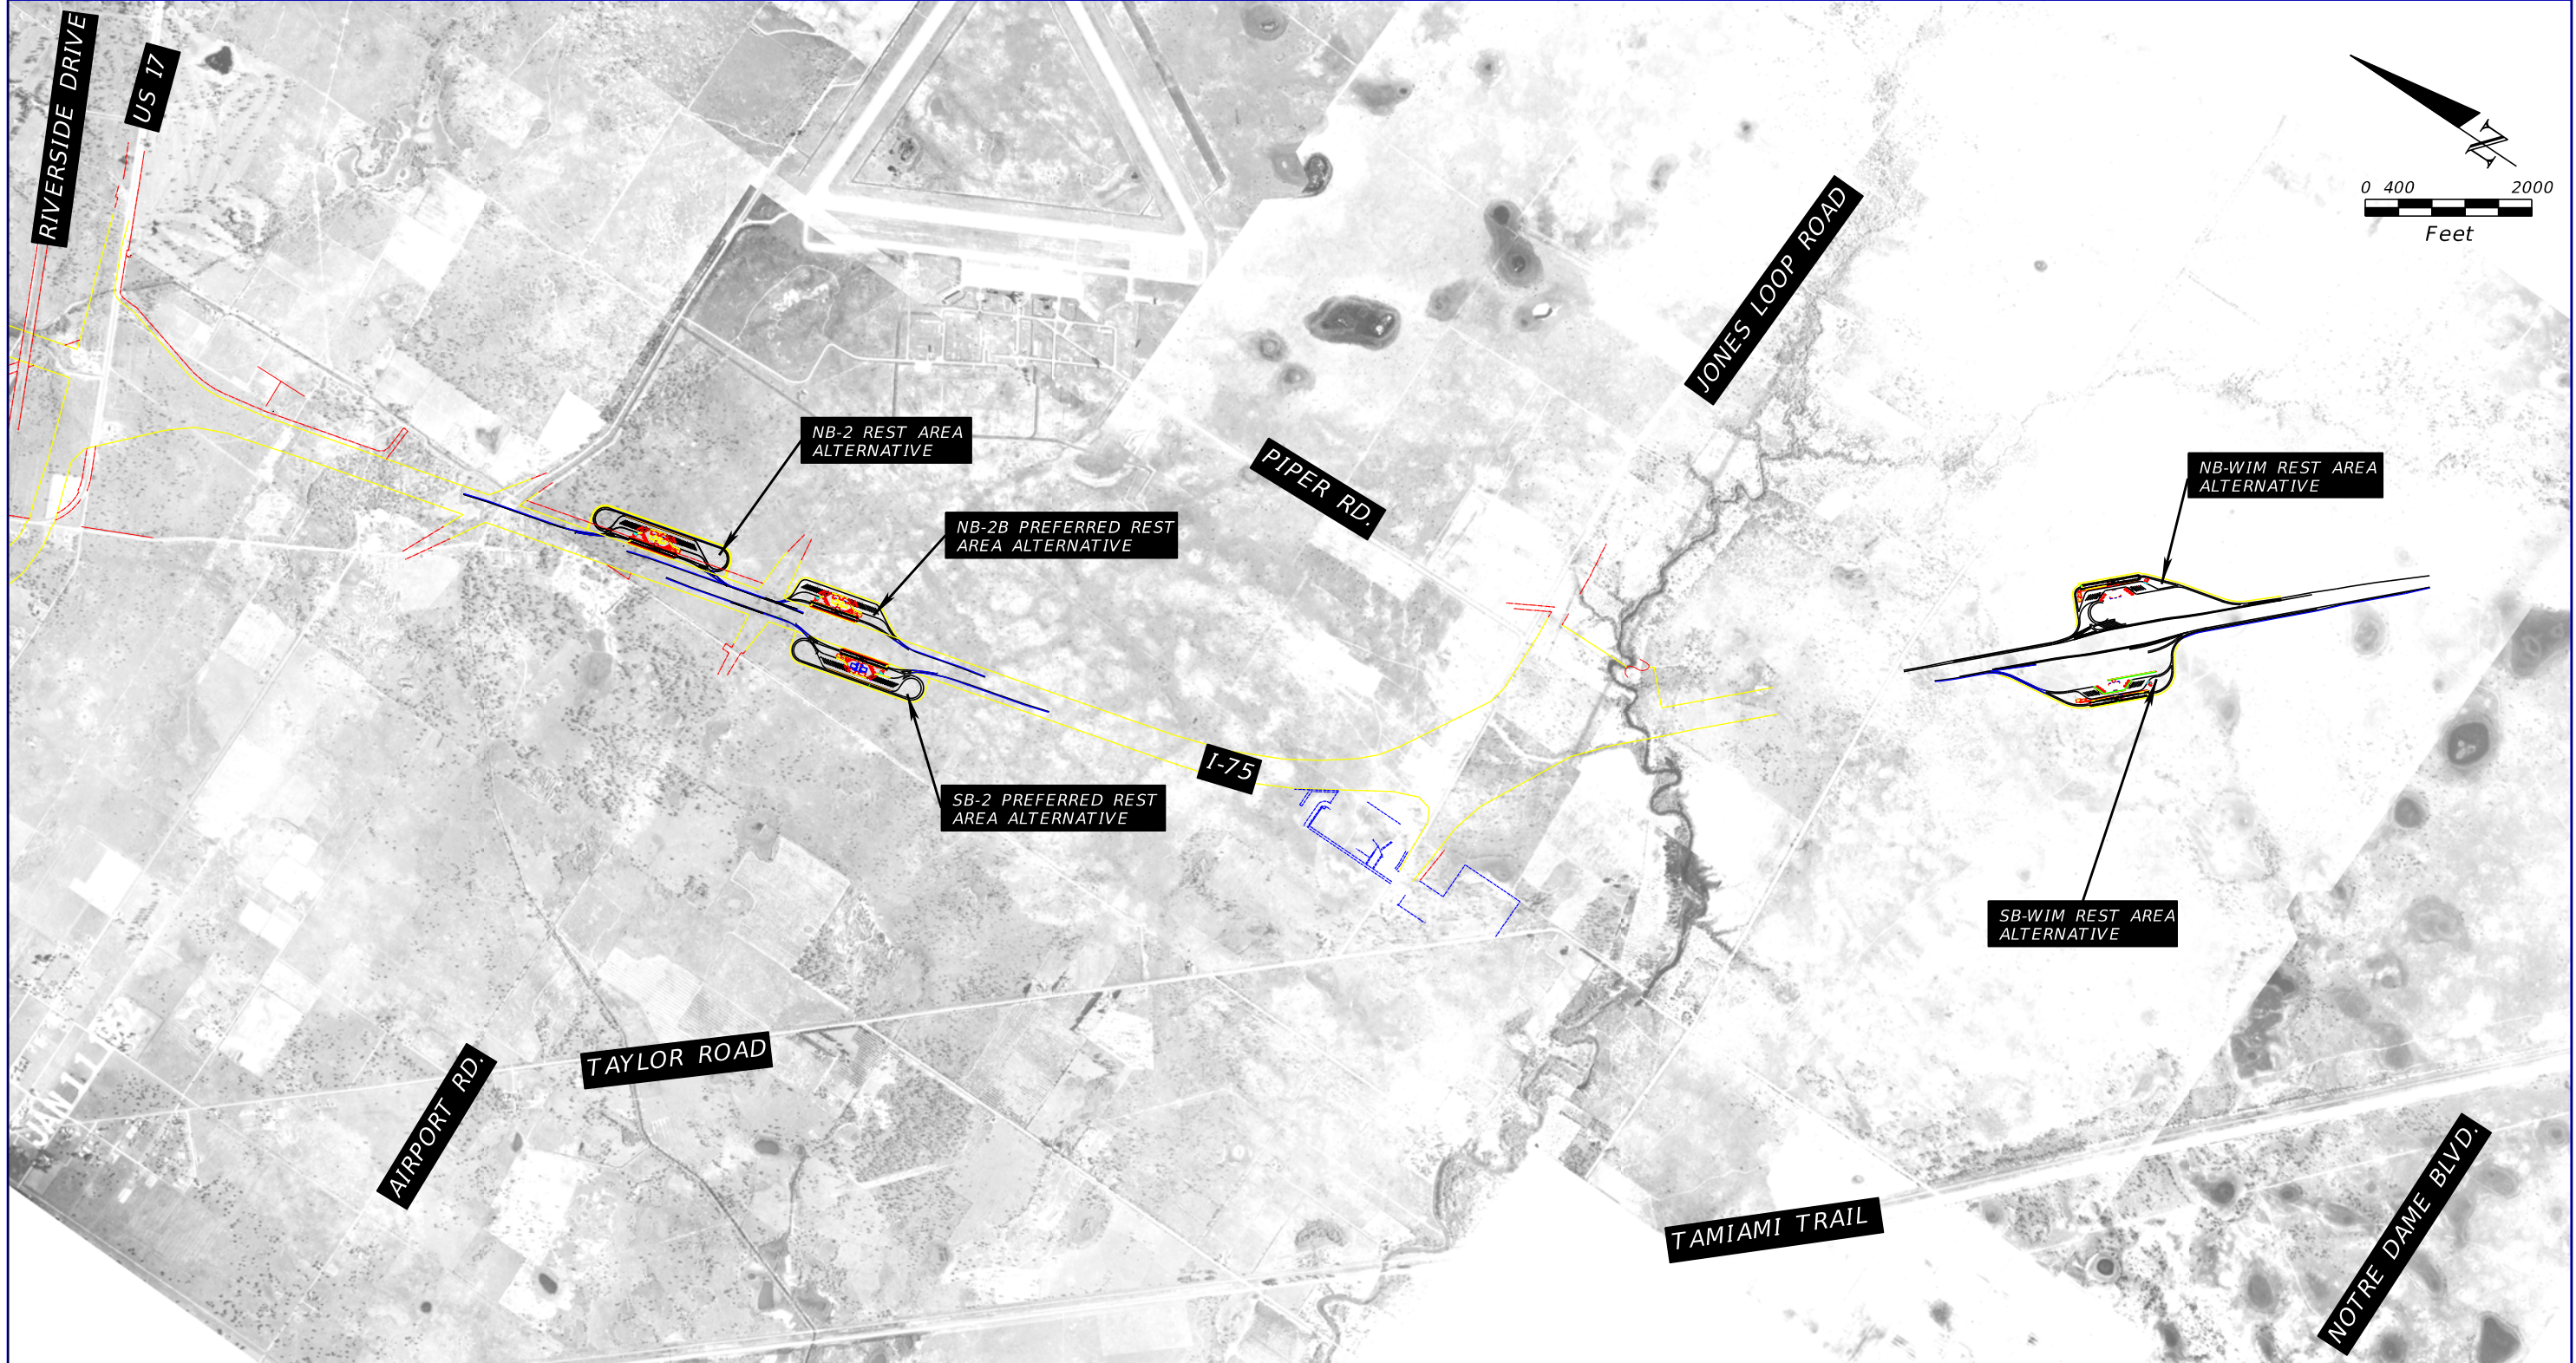 RIVERSIDE DRIVE
US 17
N
0 400 2000
Feet
JONES LOOP ROAD
NB-2 REST AREA
ALTERNATIVE
PIPER RD.
NB-WIM REST AREA
ALTERNATIVE
NB-2B PREFERRED REST
AREA ALTERNATIVE
I-75
SB-2 PREFERRED REST
AREA ALTERNATIVE
SB-WIM REST AREA
ALTERNATIVE
JAN 11
TAYLOR ROAD
AIRPORT RD.
TAMIAMI TRAIL
NOTRE DAME BLVD.